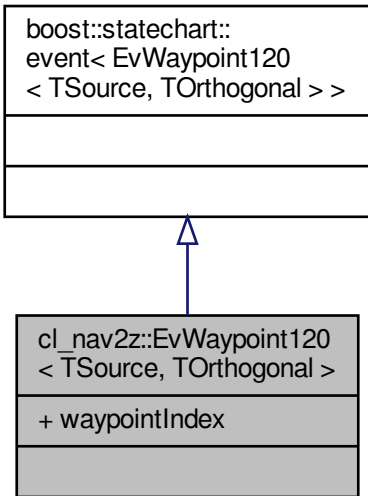 boost::statechart::
event< EvWaypoint120
< TSource, TOrthogonal > >
cl_nav2z::EvWaypoint120
< TSource, TOrthogonal >
+ waypointIndex